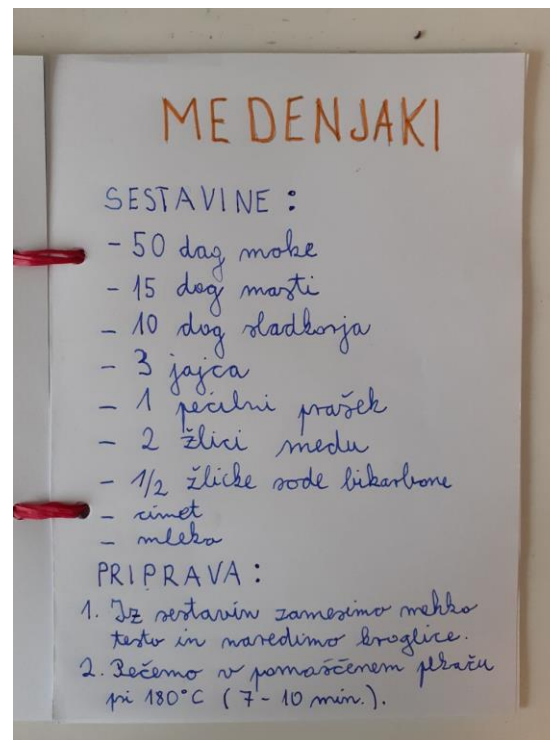 MEDENJAKI
SESTAVINE:
- 50 dag moke
- 15 dag masti
- 10 dag sladkorja
- 3 jajca
- 1 pecilni prašek
- 2 žlici medu
- 1/2 žličke sode bikarbone
- cimet
- mleko
PRIPRAVA:
1. Iz sestavin zamesimo mehko
testo in naredimo kroglice.
2. Pečemo v pomaščenem pekaču
pri 180°C (7-10 min.).